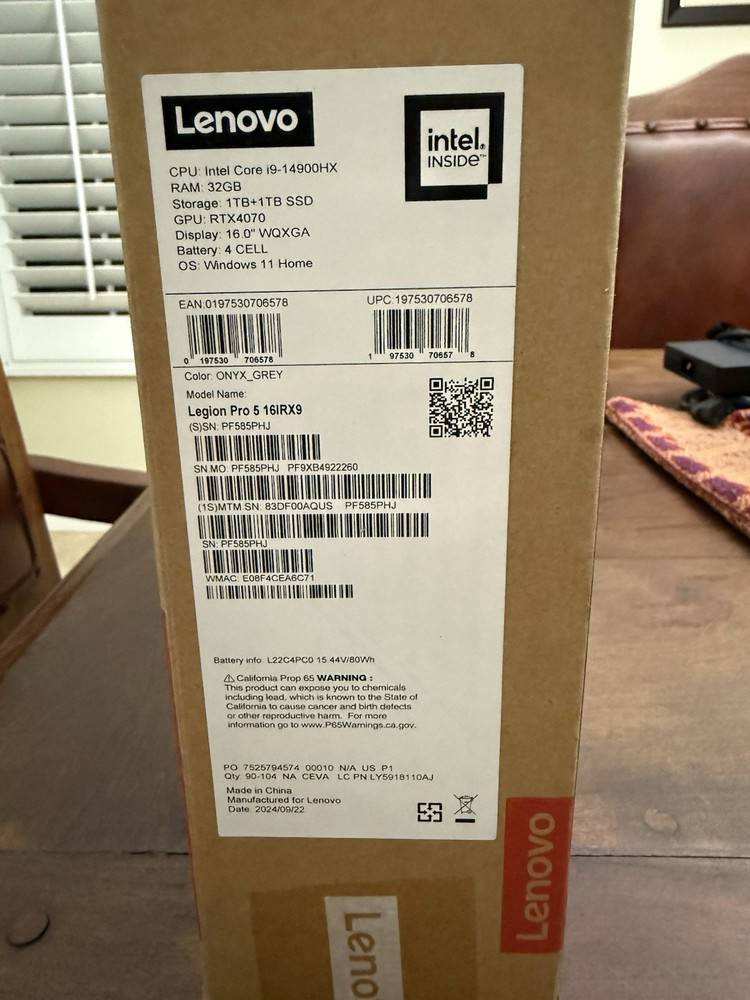 Lenovo
intel.
INSIDE™
CPU: Intel Core i9-14900HX
RAM: 32GB
Storage: 1TB+1TB SSD
GPU: RTX4070
Display: 16.0" WQXGA
Battery: 4 CELL
OS: Windows 11 Home
EAN:0197530706578
UPC:197530706578
0 197530 706578
1 97530 70657 8
Color: ONYX_GREY
Model Name:
Legion Pro 5 16IRX9
(S)SN: PF585PHJ
SN.MO: PF585PHJ PF9XB4922260
(1S)MTM.SN: 83DF00AQUS PF585PHJ
SN: PF585PHJ
WMAC: E08F4CEA6C71
Battery info: L22C4PC0 15.44V/80Wh
⚠ California Prop 65 WARNING :
This product can expose you to chemicals
including lead, which is known to the State of
California to cause cancer and birth defects
or other reproductive harm. For more
information go to www.P65Warnings.ca.gov.
PO 7525794574 00010 N/A US P1
Qty 90-104 NA CEVA LC PN LY5918110AJ
Made in China
Manufactured for Lenovo
Date: 2024/09/22
Lenovo
Leno